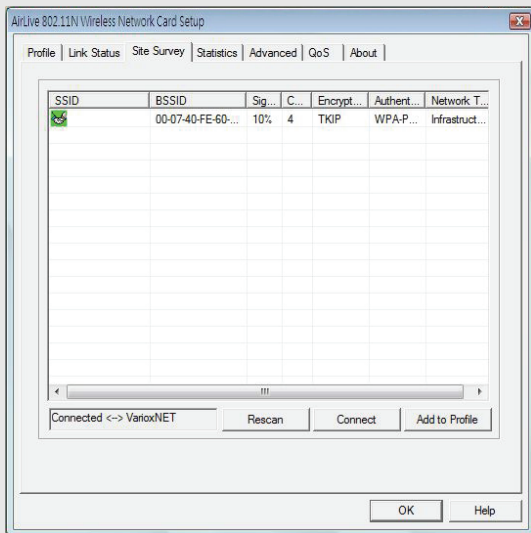 AirLive 802.11N Wireless Network Card Setup
Profile Link Status Site Survey Statistics Advanced QoS About
SSID BSSID Sig... C... Encrypt... Authent... Network T...
00-07-40-FE-60-... 10% 4 TKIP WPA-P... Infrastruct...
Connected <--> VarioxNET Rescan Connect Add to Profile
OK Help